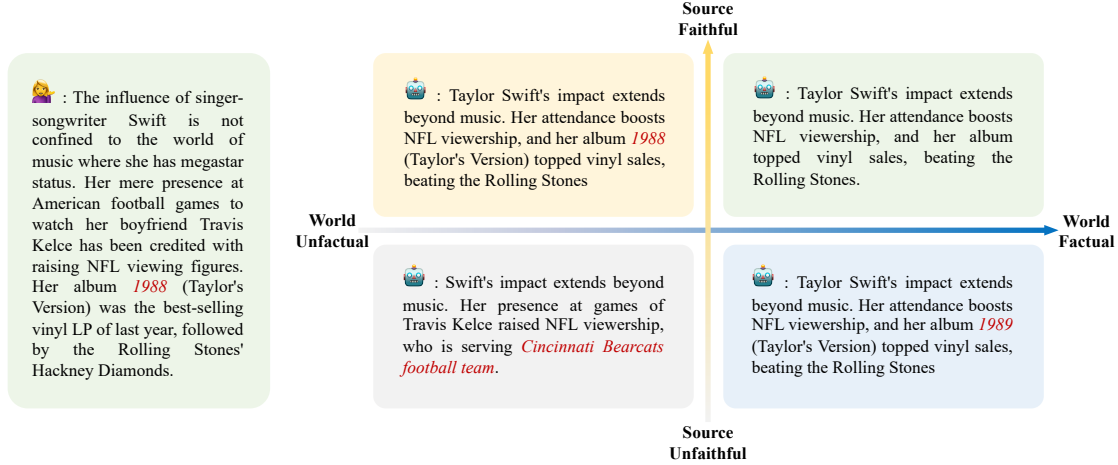 Source
Faithful
: The influence of singer-
songwriter Swift is not
confined to the world of
music where she has megastar
status. Her mere presence at
American football games to
watch her boyfriend Travis
Kelce has been credited with
raising NFL viewing figures.
Her album 1988 (Taylor's
Version) was the best-selling
vinyl LP of last year, followed
by the Rolling Stones'
Hackney Diamonds.
: Taylor Swift's impact extends
beyond music. Her attendance boosts
NFL viewership, and her album 1988
(Taylor's Version) topped vinyl sales,
beating the Rolling Stones
: Taylor Swift's impact extends
beyond music. Her attendance boosts
NFL viewership, and her album
topped vinyl sales, beating the
Rolling Stones.
World
Unfactual
World
Factual
: Swift's impact extends beyond
music. Her presence at games of
Travis Kelce raised NFL viewership,
who is serving Cincinnati Bearcats
football team.
: Taylor Swift's impact extends
beyond music. Her attendance boosts
NFL viewership, and her album 1989
(Taylor's Version) topped vinyl sales,
beating the Rolling Stones
Source
Unfaithful